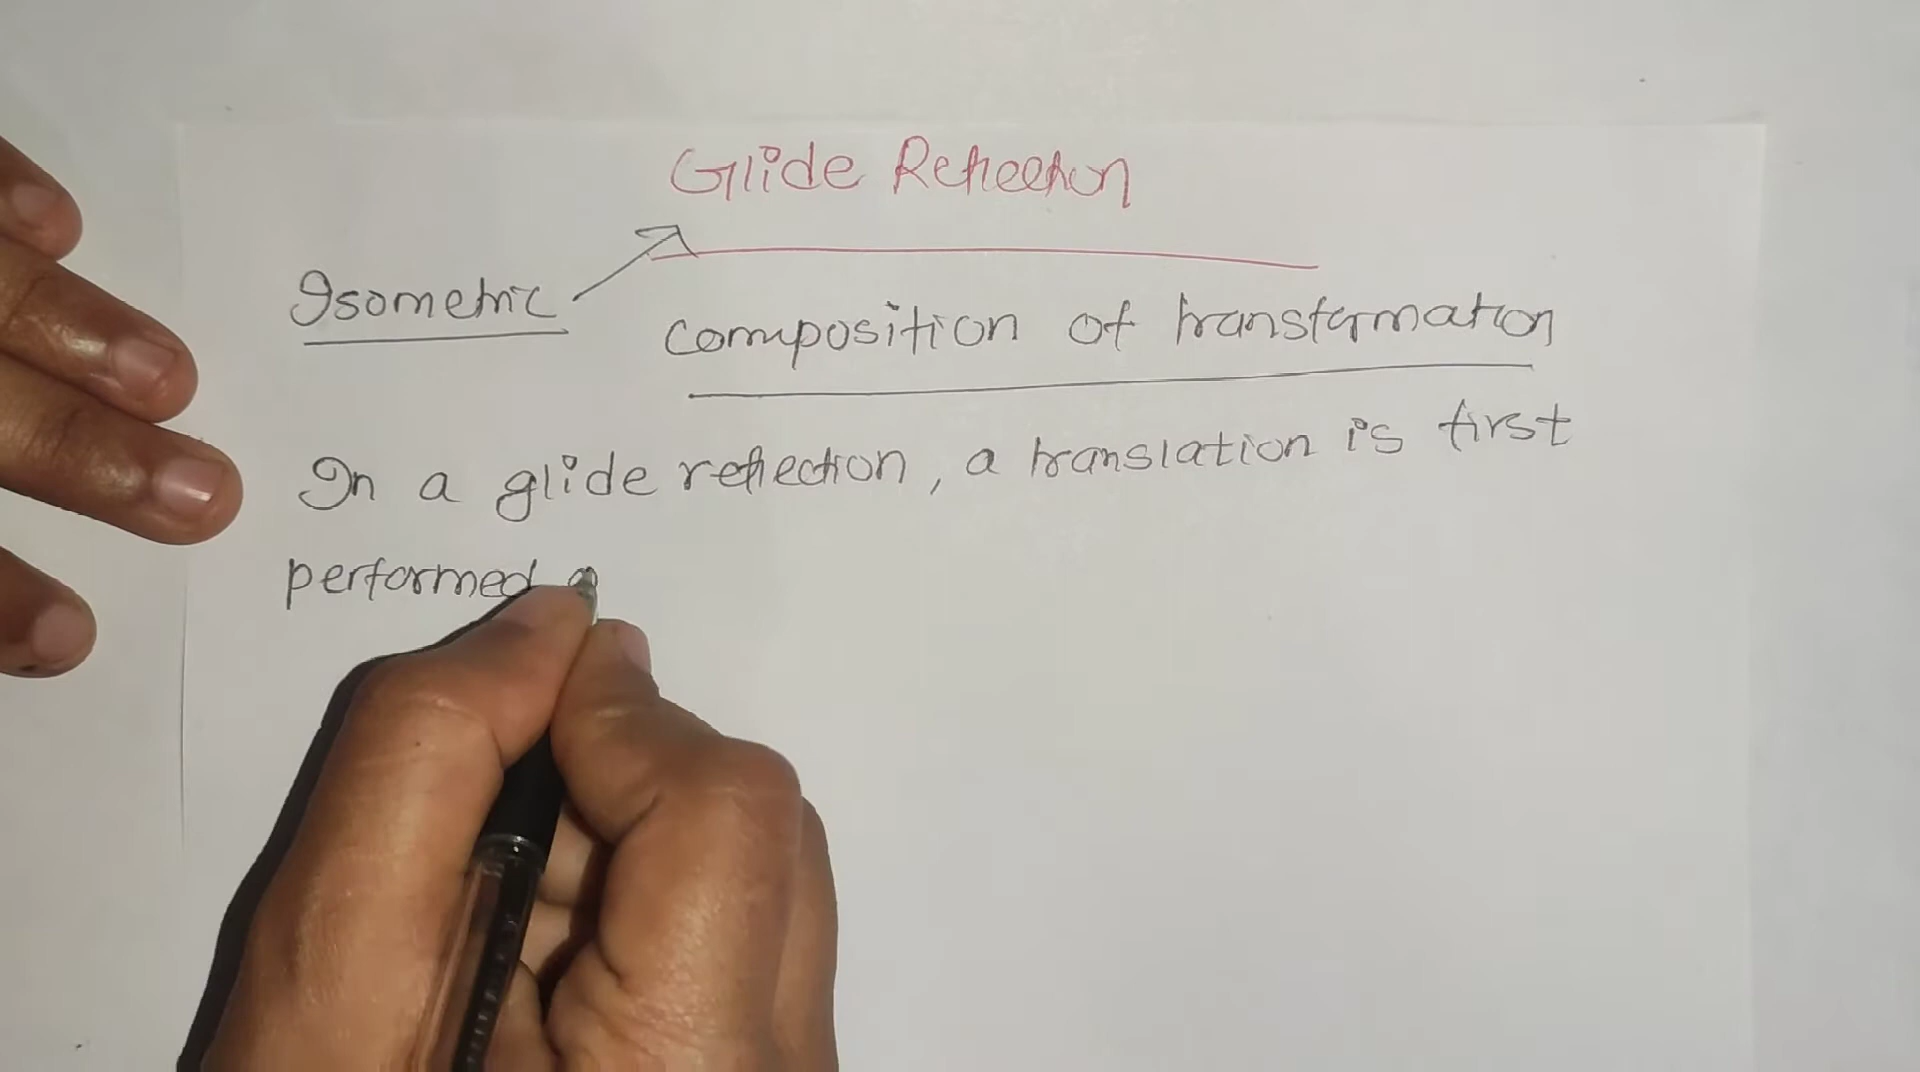 Glide Reflection
Isometric
composition of transformation
In a glide reflection, a translation is first
performed